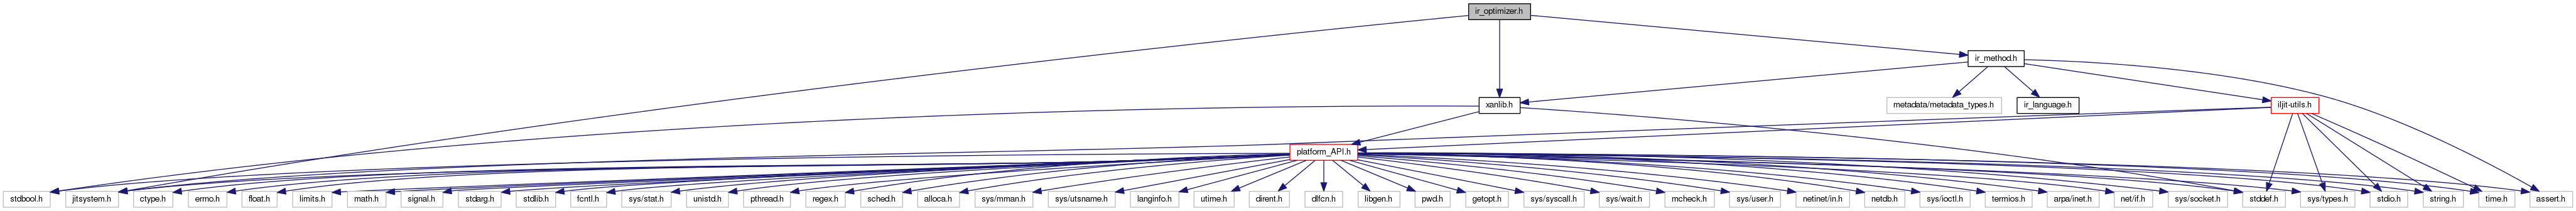 ir_optimizer.h
ir_method.h
xanlib.h
metadata/metadata_types.h
ir_language.h
iljit-utils.h
platform_API.h
stdbool.h
jitsystem.h
ctype.h
errno.h
float.h
limits.h
math.h
signal.h
stdarg.h
stdlib.h
fcntl.h
sys/stat.h
unistd.h
pthread.h
regex.h
sched.h
alloca.h
sys/mman.h
sys/utsname.h
langinfo.h
utime.h
dirent.h
dlfcn.h
libgen.h
pwd.h
getopt.h
sys/syscall.h
sys/wait.h
mcheck.h
sys/user.h
netinet/in.h
netdb.h
sys/ioctl.h
termios.h
arpa/inet.h
net/if.h
sys/socket.h
stddef.h
sys/types.h
stdio.h
string.h
time.h
assert.h